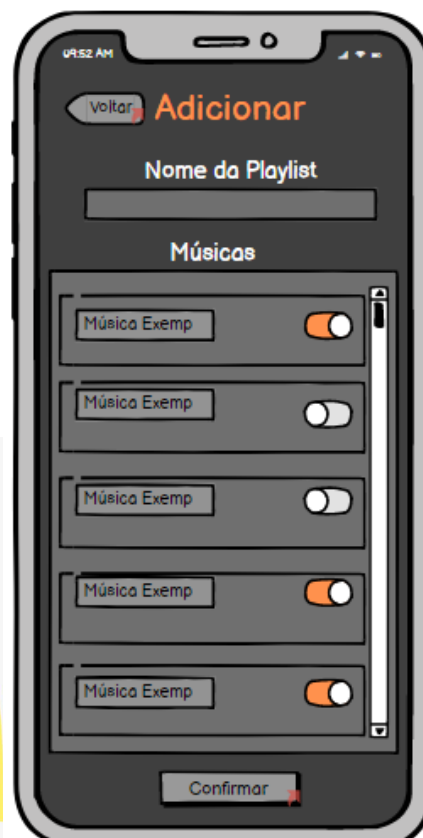 09:52 AM
Voltar
Adicionar
Nome da Playlist
Músicas
Música Exemp
Música Exemp
Música Exemp
Música Exemp
Música Exemp
Confirmar